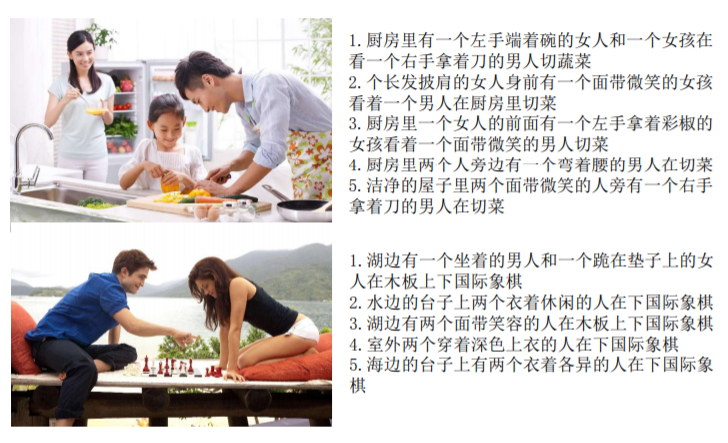 1.厨房里有一个左手端着碗的女人和一个女孩在
看一个右手拿着刀的男人切蔬菜
2.个长发披肩的女人身前有一个面带微笑的女孩
看着一个男人在厨房里切菜
3.厨房里一个女人的前面有一个左手拿着彩椒的
女孩看着一个面带微笑的男人切菜
4.厨房里两个人旁边有一个弯着腰的男人在切菜
5.洁净的屋子里两个面带微笑的人旁有一个右手
拿着刀的男人在切菜
1.湖边有一个坐着的男人和一个跪在垫子上的女
人在木板上下国际象棋
2.水边的台子上两个衣着休闲的人在下国际象棋
3.湖边有两个面带笑容的人在木板上下国际象棋
4.室外两个穿着深色上衣的人在下国际象棋
5.海边的台子上有两个衣着各异的人在下国际象
棋